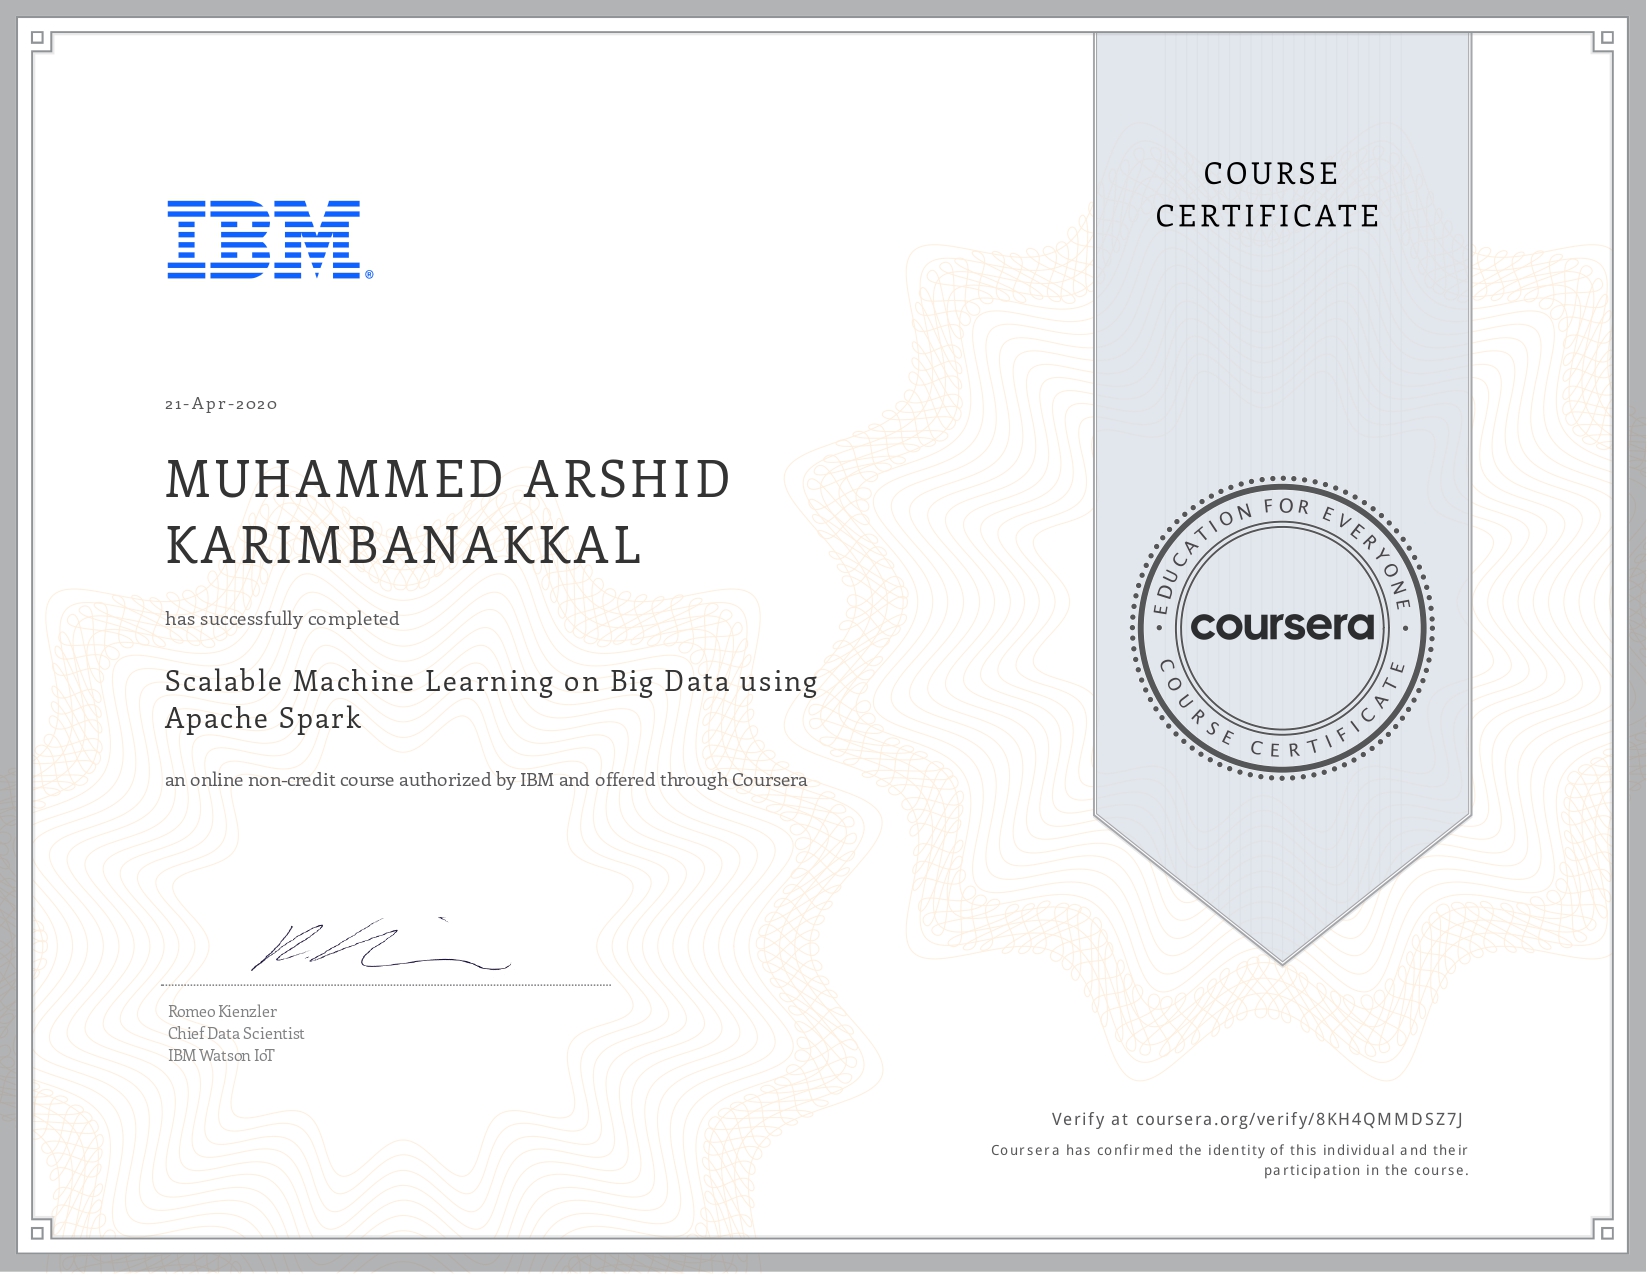 IBM®
COURSE
CERTIFICATE
21-Apr-2020
MUHAMMED ARSHID
KARIMBANAKKAL
has successfully completed
Scalable Machine Learning on Big Data using
Apache Spark
an online non-credit course authorized by IBM and offered through Coursera
EDUCATION FOR EVERYONE
coursera
COURSE CERTIFICATE
Romeo Kienzler
Chief Data Scientist
IBM Watson IoT
Verify at coursera.org/verify/8KH4QMMDSZ7J
Coursera has confirmed the identity of this individual and their
participation in the course.